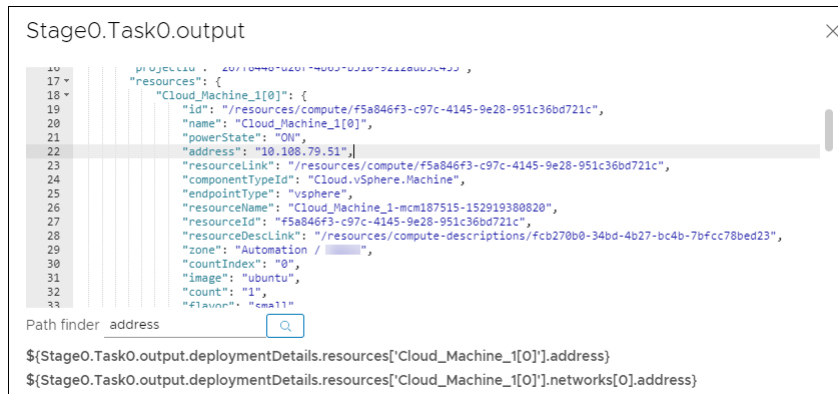 Stage0.Task0.output
17 "resources": {
18 "Cloud_Machine_1[0]": {
19 "id": "/resources/compute/f5a846f3-c97c-4145-9e28-951c36bd721c",
20 "name": "Cloud_Machine_1[0]",
21 "powerState": "ON",
22 "address": "10.108.79.51",
23 "resourceLink": "/resources/compute/f5a846f3-c97c-4145-9e28-951c36bd721c",
24 "componentTypeId": "Cloud.vSphere.Machine",
25 "endpointType": "vsphere",
26 "resourceName": "Cloud_Machine_1-mcm187515-152919380820",
27 "resourceId": "f5a846f3-c97c-4145-9e28-951c36bd721c",
28 "resourceDescLink": "/resources/compute-descriptions/fcb270b0-34bd-4b27-bc4b-7bfcc78bed23",
29 "zone": "Automation / ",
30 "countIndex": "0",
31 "image": "ubuntu",
32 "count": "1",
33 "flavor": "small"
Path finder address
${Stage0.Task0.output.deploymentDetails.resources['Cloud_Machine_1[0]'].address}
${Stage0.Task0.output.deploymentDetails.resources['Cloud_Machine_1[0]'].networks[0].address}